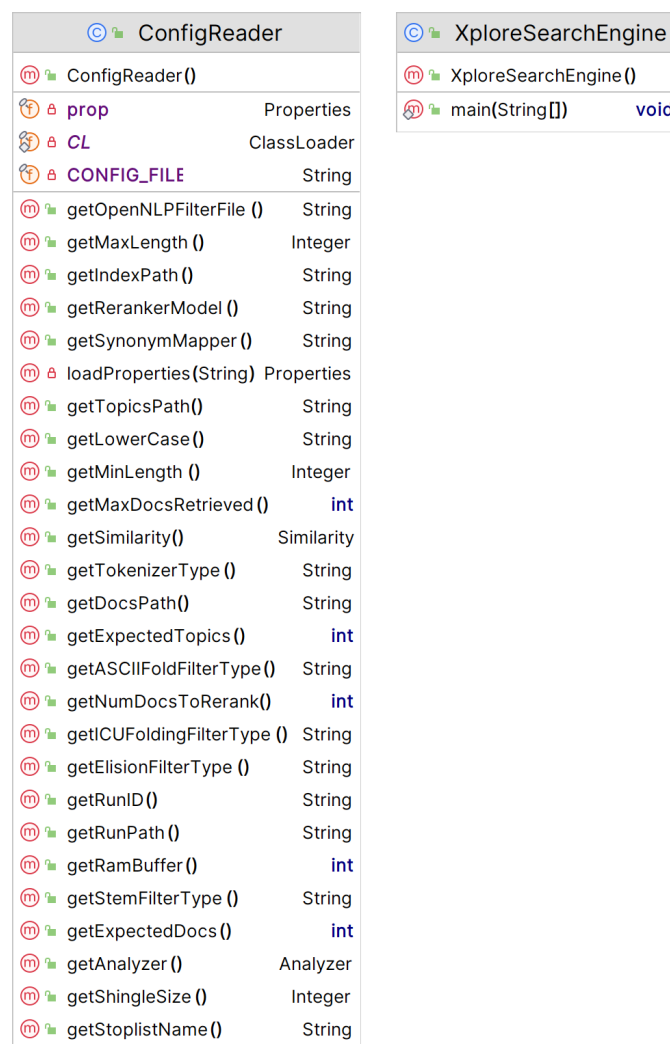 ConfigReader
ConfigReader()
prop Properties
CL ClassLoader
CONFIG_FILE String
getOpenNLPFilterFile () String
getMaxLength () Integer
getIndexPath () String
getRerankerModel () String
getSynonymMapper () String
loadProperties(String) Properties
getTopicsPath() String
getLowerCase() String
getMinLength () Integer
getMaxDocsRetrieved () int
getSimilarity() Similarity
getTokenizerType () String
getDocsPath() String
getExpectedTopics () int
getASCIIFoldFilterType () String
getNumDocsToRerank() int
getICUFoldingFilterType () String
getElisionFilterType () String
getRunID () String
getRunPath () String
getRamBuffer () int
getStemFilterType () String
getExpectedDocs () int
getAnalyzer () Analyzer
getShingleSize () Integer
getStoplistName () String
XploreSearchEngine
XploreSearchEngine ()
main(String[]) void